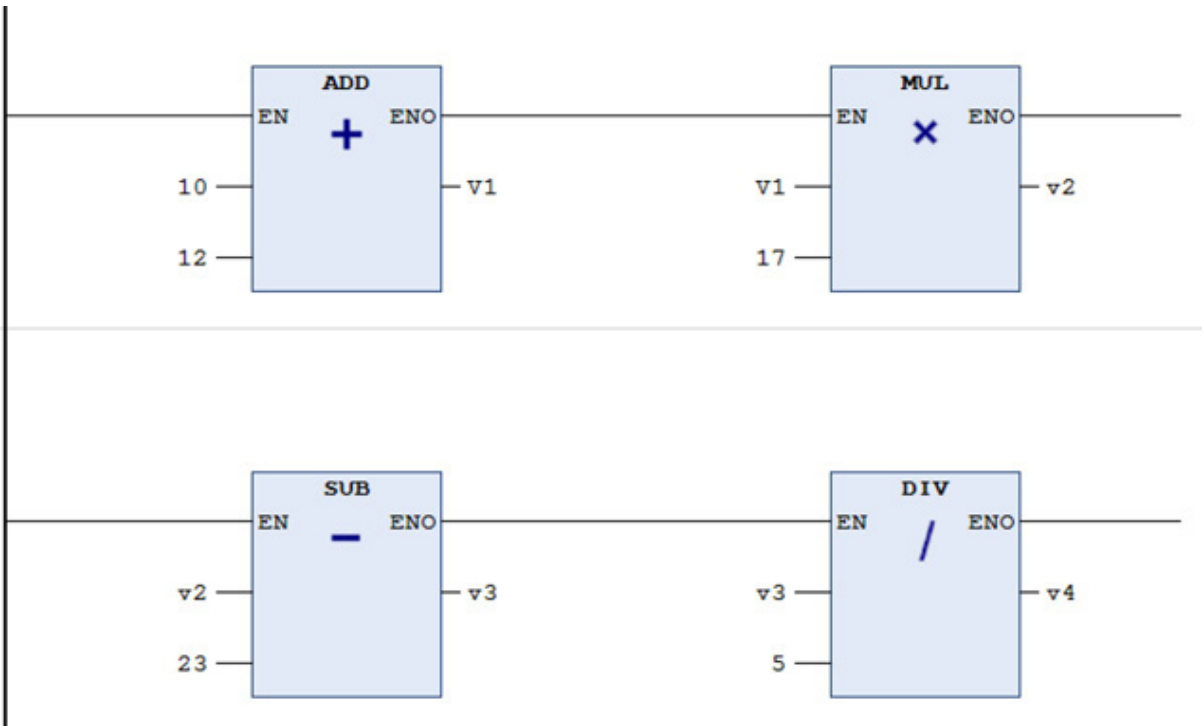 ADD MUL
EN ENO EN ENO
+ ×
10 V1 V1 v2
12 17
SUB DIV
EN ENO EN ENO
− /
v2 v3 v3 v4
23 5